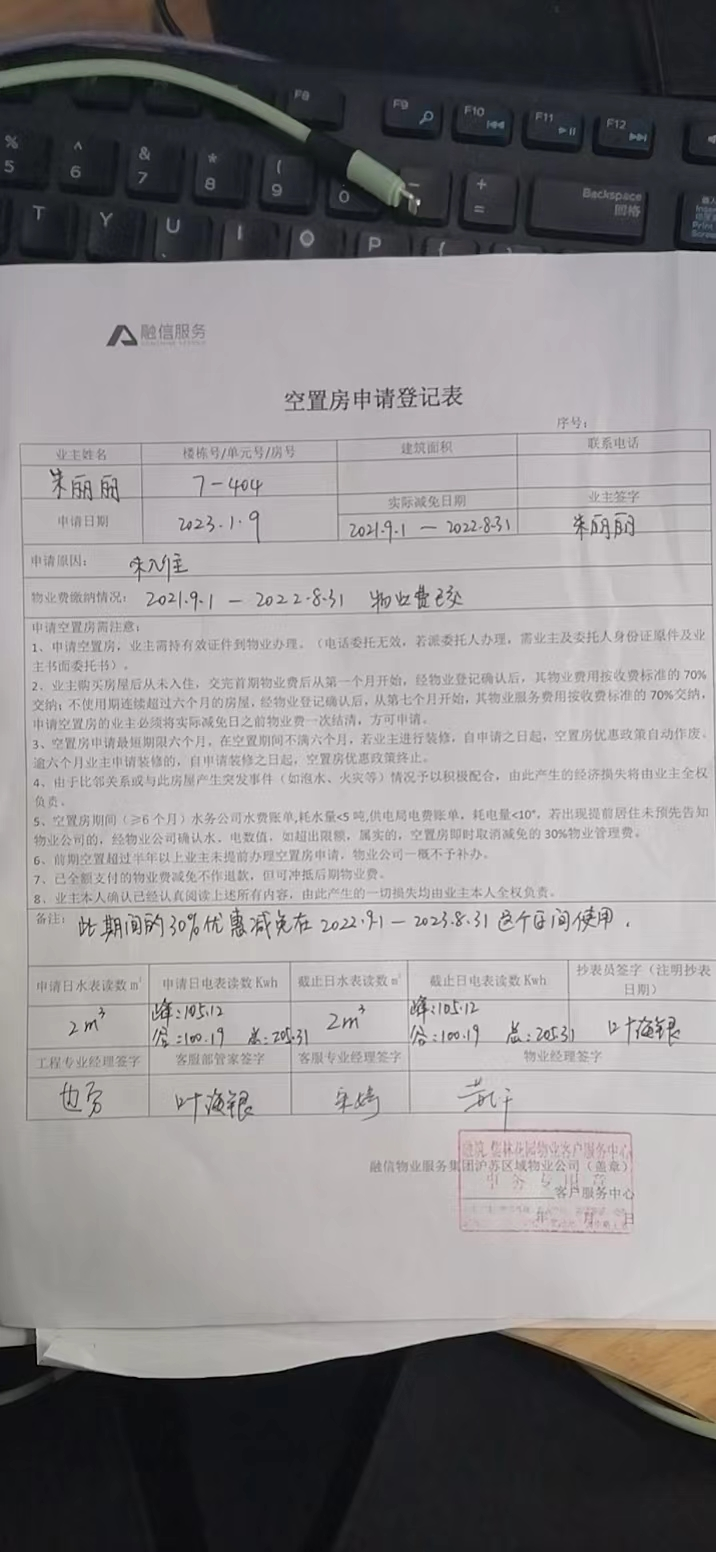 F8 F9 F10 F11 F12
% 5 ^ 6 & 7 * 8 ( 9 0 - + = Backspace 回格
T Y U I O P {
Print
融信服务
空置房申请登记表
序号:
业主姓名 楼栋号/单元号/房号 建筑面积 联系电话
朱丽丽 7-404
实际减免日期 业主签字
申请日期 2023.1.9 2021.9.1 — 2022.8.31 朱丽丽
申请原因: 未入住
物业费缴纳情况: 2021.9.1 — 2022.8.31 物业费已交
申请空置房需注意:
1、申请空置房,业主需持有效证件到物业办理。(电话委托无效,若派委托人办理,需业主及委托人身份证原件及业
主书面委托书)。
2、业主购买房屋后从未入住,交完首期物业费后从第一个月开始,经物业登记确认后,其物业费用按收费标准的 70%
交纳;不使用期连续超过六个月的房屋,经物业登记确认后,从第七个月开始,其物业服务费用按收费标准的 70%交纳,
申请空置房的业主必须将实际减免日之前物业费一次结清,方可申请。
3、空置房申请最短期限六个月,在空置期间不满六个月,若业主进行装修,自申请之日起,空置房优惠政策自动作废。
逾六个月业主申请装修的,自申请装修之日起,空置房优惠政策终止。
4、由于比邻关系或与此房屋产生突发事件(如泡水、火灾等)情况予以积极配合,由此产生的经济损失将由业主全权
负责。
5、空置房期间(≥6 个月)水务公司水费账单,耗水量<5 吨,供电局电费账单,耗电量<10°,若出现提前居住未预先告知
物业公司的,经物业公司确认水、电数值,如超出限额,属实的,空置房即时取消减免的 30%物业管理费。
6、前期空置超过半年以上业主未提前办理空置房申请,物业公司一概不予补办。
7、已全额支付的物业费减免不作退款,但可冲抵后期物业费。
8、业主本人确认已经认真阅读上述所有内容,由此产生的一切损失均由业主本人全权负责。
备注: 此期间的30%优惠减免在2022.9.1 — 2023.8.31 这个区间使用.
申请日水表读数 m³ 申请日电表读数 Kwh 截止日水表读数 m³ 截止日电表读数 Kwh 抄表员签字(注明抄表
日期)
2m³ 峰:105.12 2m³ 峰:105.12 叶海银
谷:100.19 总:205.31 谷:100.19 总:205.31
工程专业经理签字 客服部管家签字 客服专业经理签字 物业经理签字
叶海银
融信物业服务集团沪苏区域物业公司(盖章)
客户服务中心
年 月 日